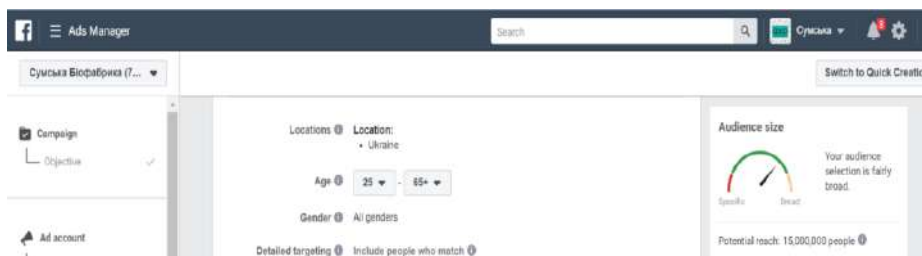 f Ads Manager Search Сумська
Сумська Біофабрика (7... Switch to Quick Creatio
Campaign
Objective
Ad account
Locations Location:
• Ukraine
Age 25 - 65+
Gender All genders
Detailed targeting Include people who match
Audience size
Your audience
selection is fairly
broad.
Specific Broad
Potential reach: 15,000,000 people